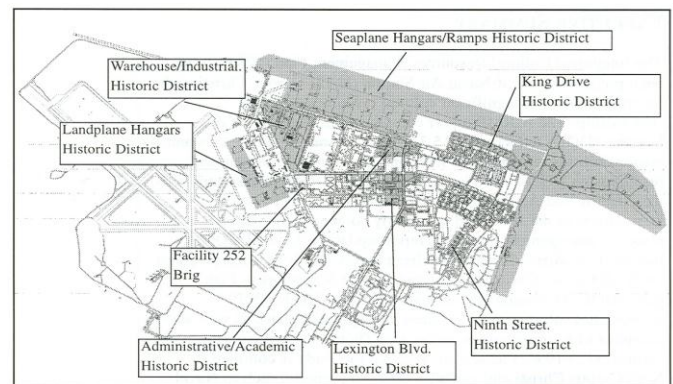 Seaplane Hangars/Ramps Historic District
Warehouse/Industrial.
Historic District
King Drive
Historic District
Landplane Hangars
Historic District
Facility 252
Brig
Administrative/Academic
Historic District
Lexington Blvd.
Historic District
Ninth Street.
Historic District